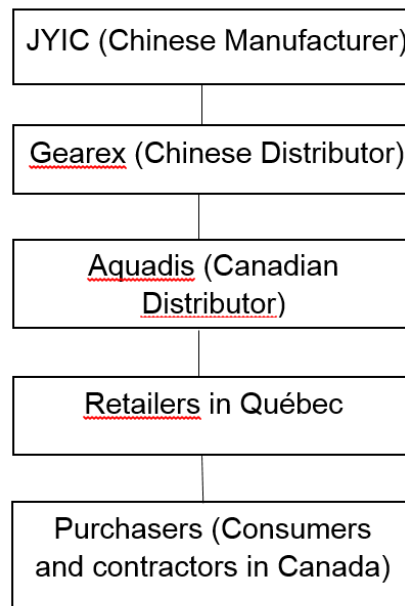 JYIC (Chinese Manufacturer)
Gearex (Chinese Distributor)
Aquadis (Canadian
Distributor)
Retailers in Québec
Purchasers (Consumers
and contractors in Canada)